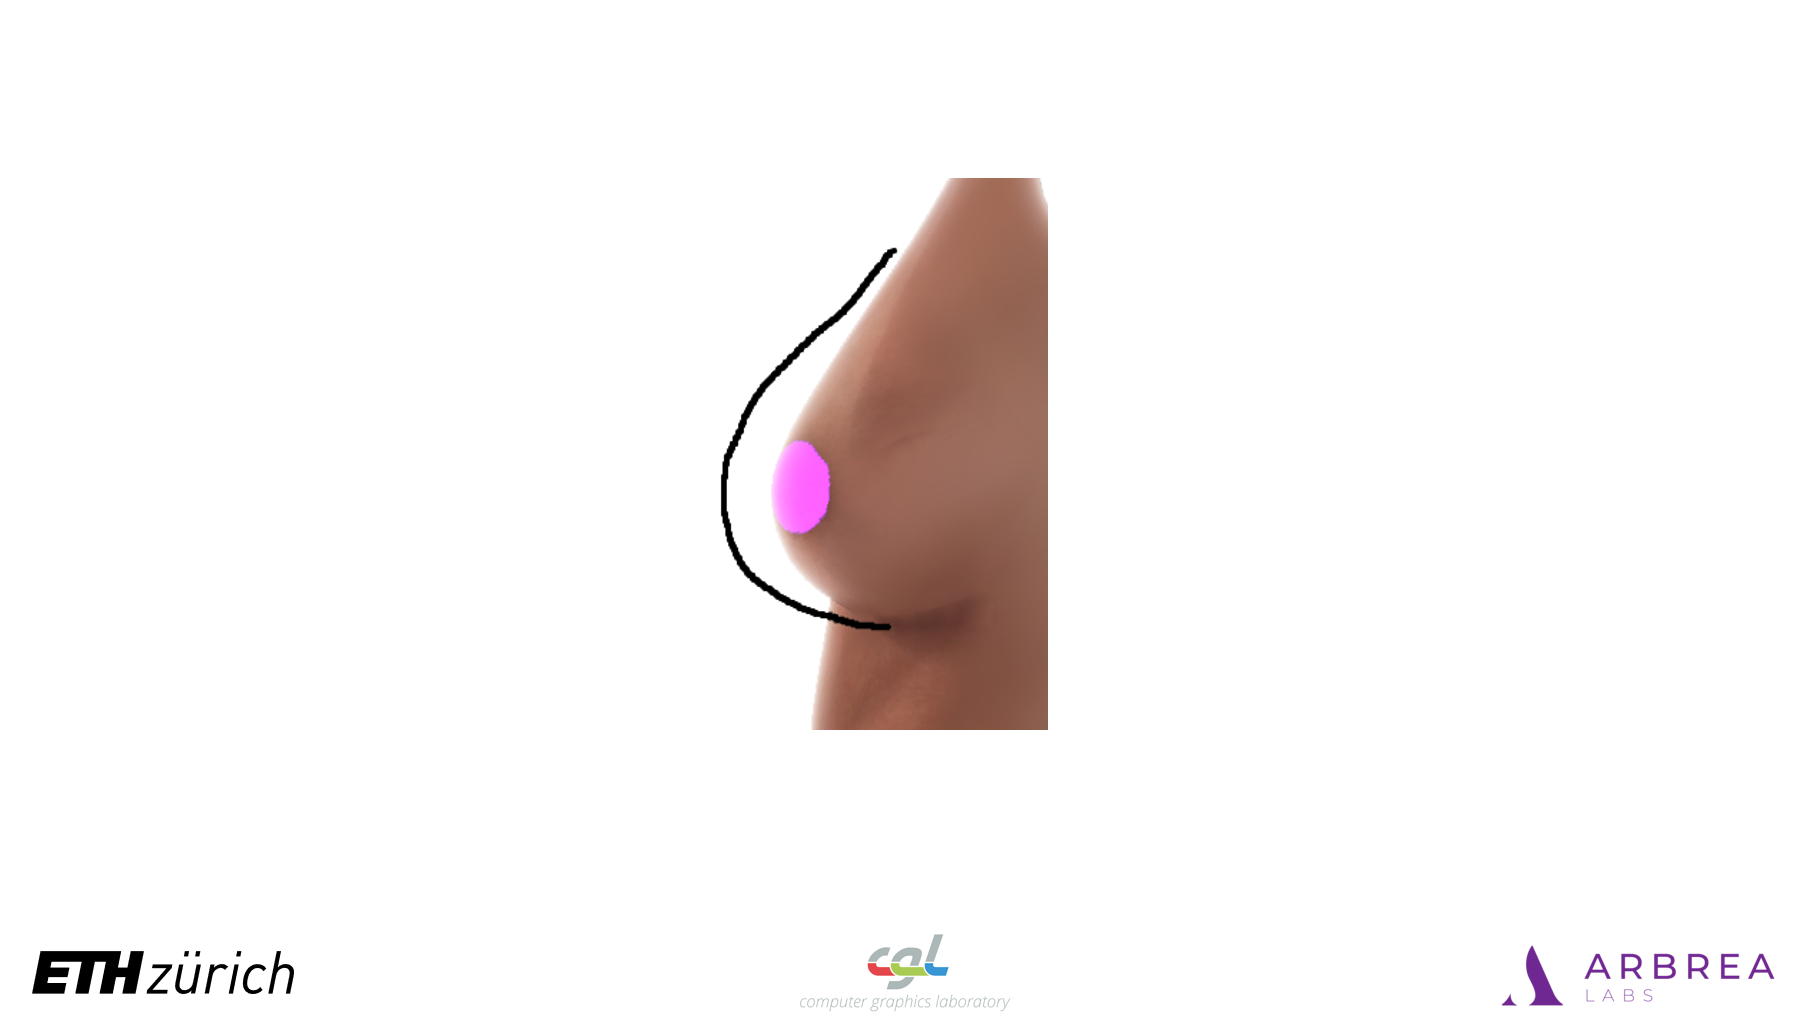 ETH zürich
cgl
computer graphics laboratory
ARBREA
LABS